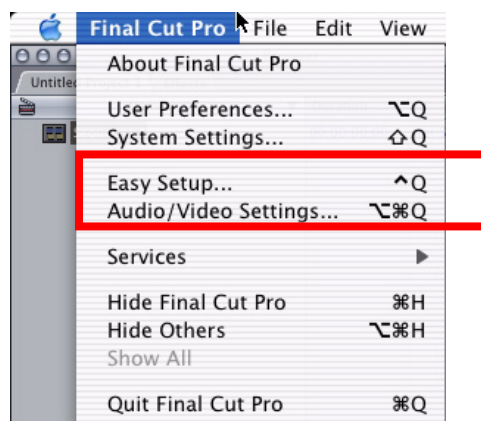 Final Cut Pro File Edit View
About Final Cut Pro
User Preferences... ⌥Q
System Settings... ⇧Q
Easy Setup... ^Q
Audio/Video Settings... ⌥⌘Q
Services ▶
Hide Final Cut Pro ⌘H
Hide Others ⌥⌘H
Show All
Quit Final Cut Pro ⌘Q